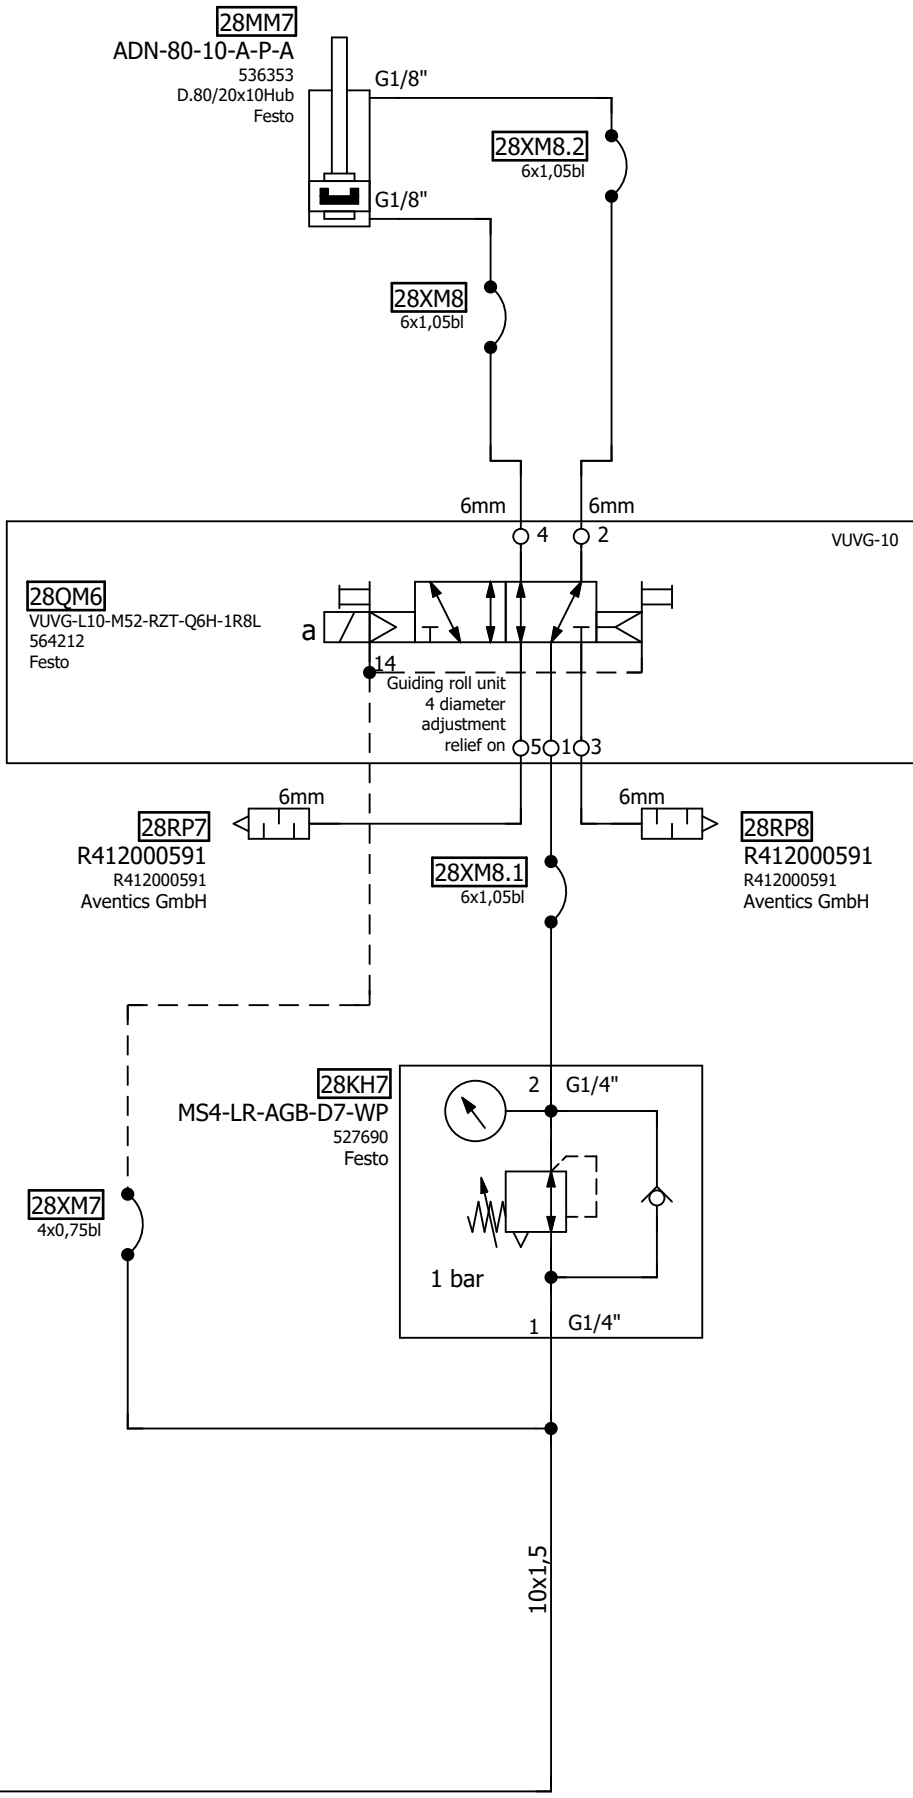 28MM7
ADN-80-10-A-P-A
536353
D.80/20x10Hub
Festo
G1/8"
28XM8.2
6x1,05bl
G1/8"
28XM8
6x1,05bl
6mm
6mm
4
2
VUVG-10
28QM6
VUVG-L10-M52-RZT-Q6H-1R8L
564212
Festo
a
14
Guiding roll unit
4 diameter
adjustment
relief on
5
1
3
6mm
6mm
28RP7
R412000591
R412000591
Aventics GmbH
28RP8
R412000591
R412000591
Aventics GmbH
28XM8.1
6x1,05bl
28KH7
MS4-LR-AGB-D7-WP
527690
Festo
2
G1/4"
28XM7
4x0,75bl
1 bar
1
G1/4"
10x1,5